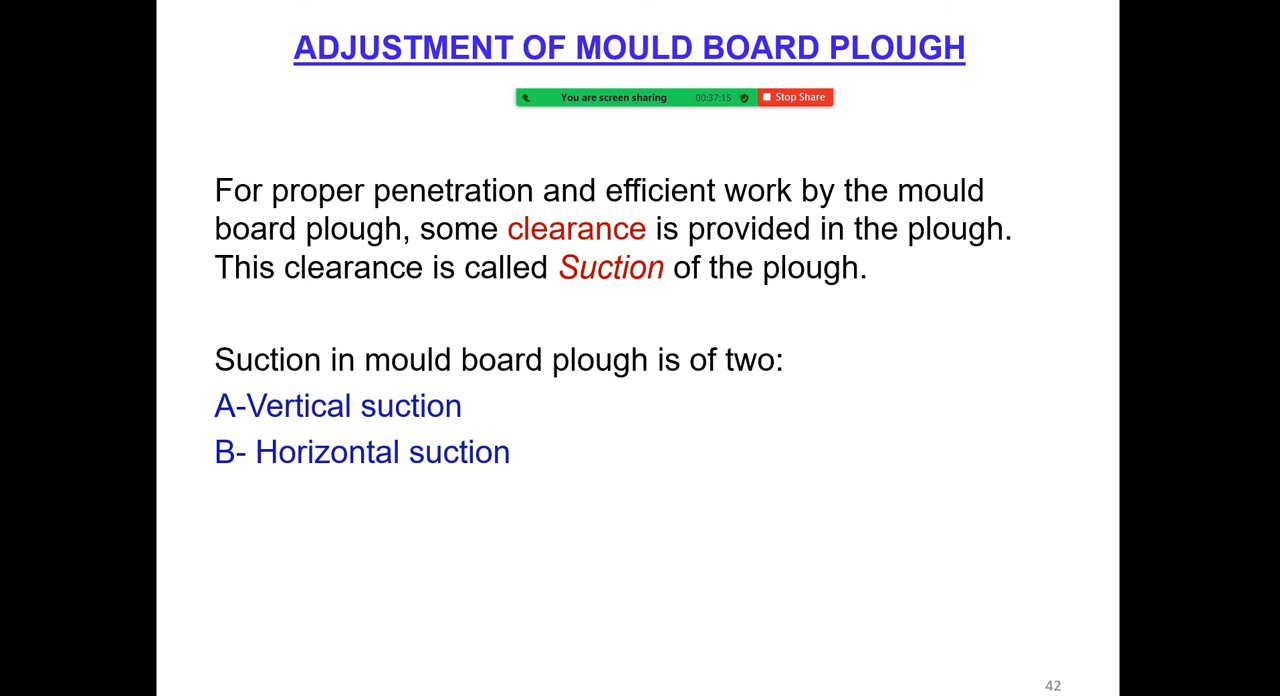 ADJUSTMENT OF MOULD BOARD PLOUGH
You are screen sharing 00:37:15 Stop Share
For proper penetration and efficient work by the mould
board plough, some clearance is provided in the plough.
This clearance is called Suction of the plough.
Suction in mould board plough is of two:
A-Vertical suction
B- Horizontal suction
42